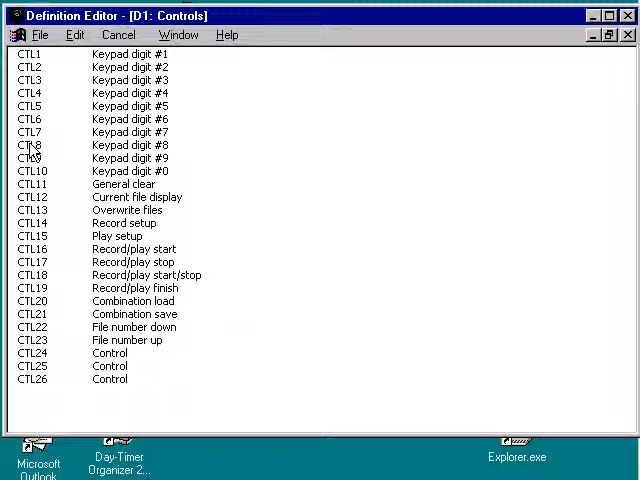 Definition Editor - [D1: Controls]
File Edit Cancel Window Help
CTL1 Keypad digit #1
CTL2 Keypad digit #2
CTL3 Keypad digit #3
CTL4 Keypad digit #4
CTL5 Keypad digit #5
CTL6 Keypad digit #6
CTL7 Keypad digit #7
CTL8 Keypad digit #8
CTL9 Keypad digit #9
CTL10 Keypad digit #0
CTL11 General clear
CTL12 Current file display
CTL13 Overwrite files
CTL14 Record setup
CTL15 Play setup
CTL16 Record/play start
CTL17 Record/play stop
CTL18 Record/play start/stop
CTL19 Record/play finish
CTL20 Combination load
CTL21 Combination save
CTL22 File number down
CTL23 File number up
CTL24 Control
CTL25 Control
CTL26 Control
Microsoft Outlook
Day-Timer
Organizer 2...
Explorer.exe